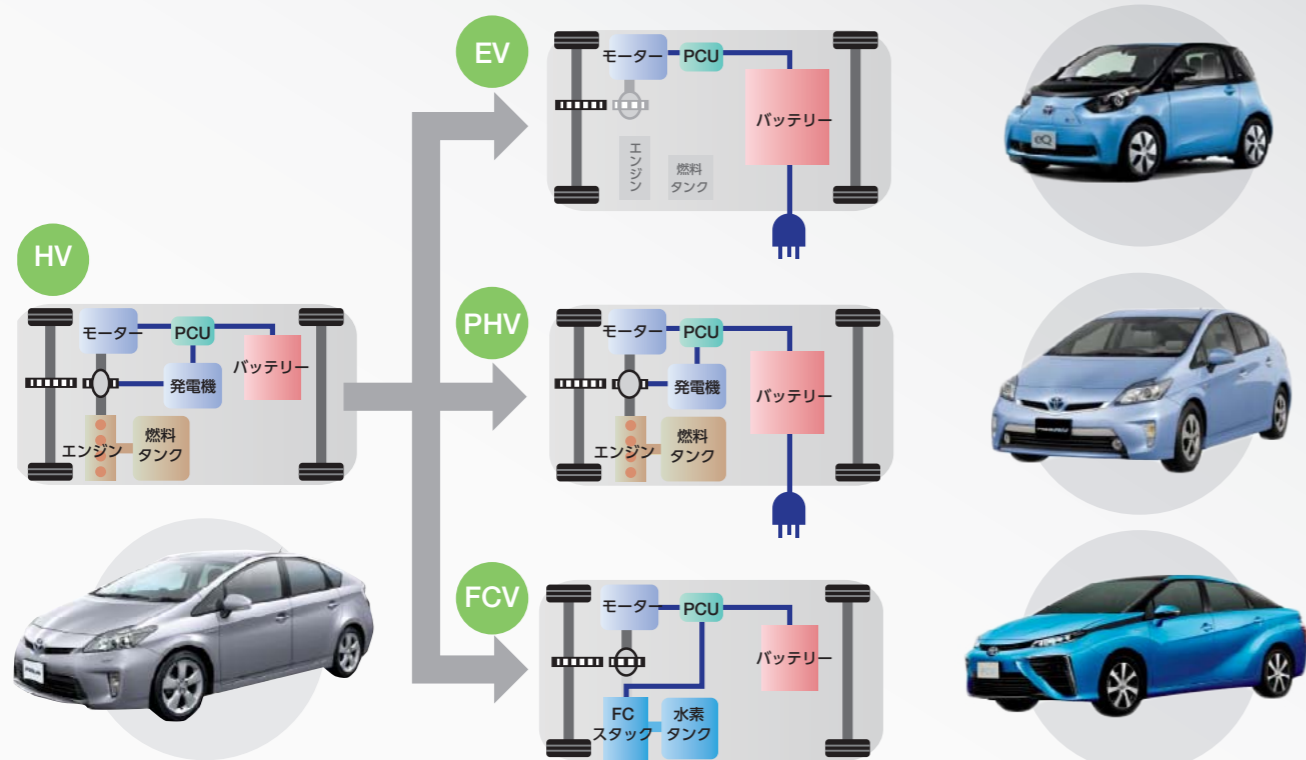 EV
モーター
PCU
バッテリー
エンジン
燃料
タンク
eQ
HV
モーター
PCU
発電機
バッテリー
エンジン
燃料
タンク
PHV
モーター
PCU
発電機
バッテリー
エンジン
燃料
タンク
FCV
モーター
PCU
バッテリー
FC
スタック
水素
タンク